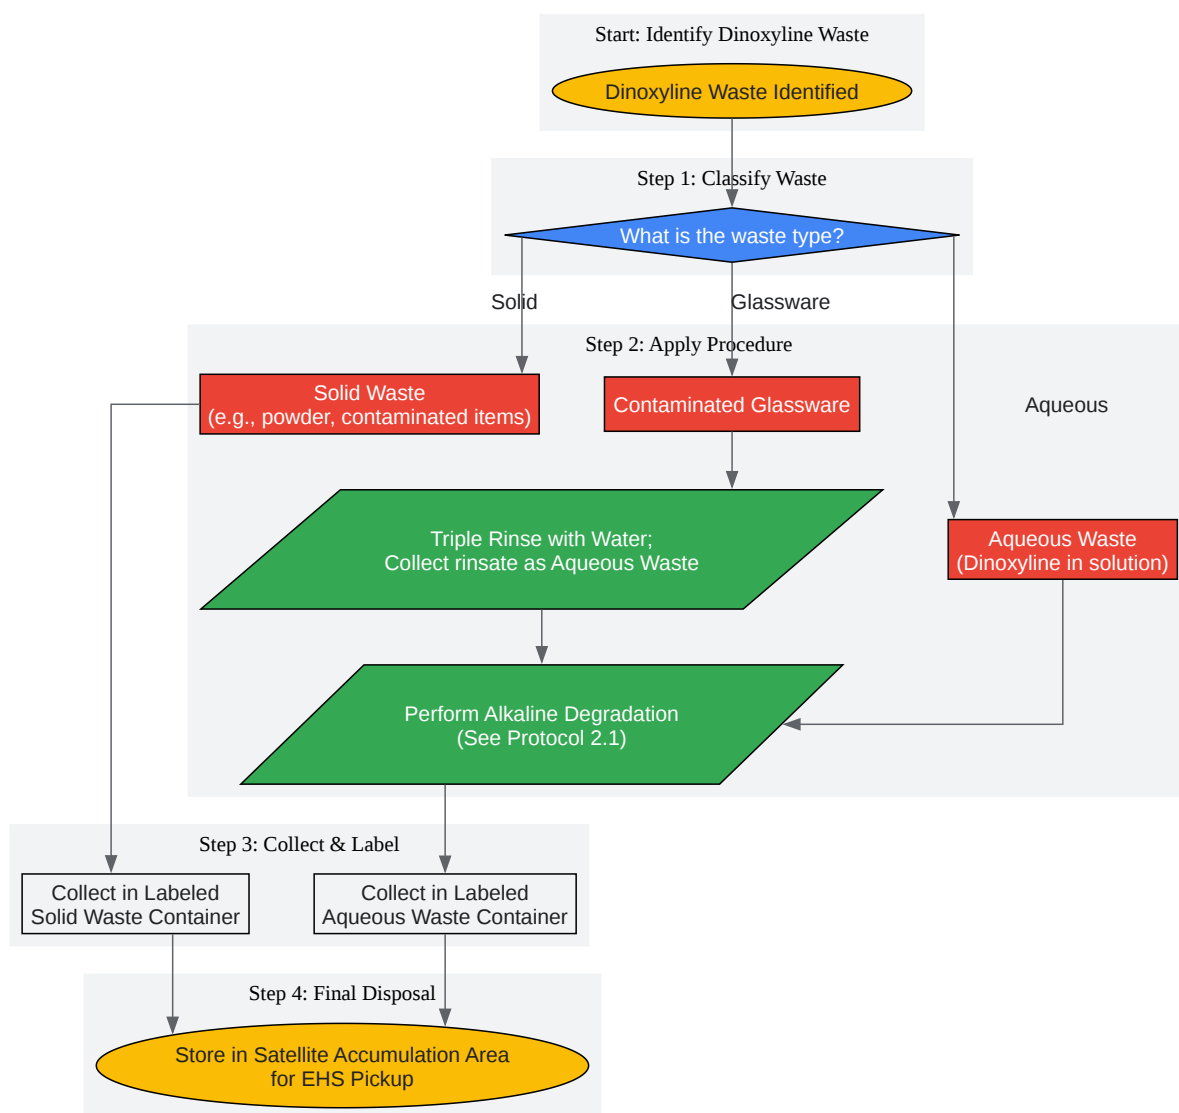 Start: Identify Dinoxyline Waste
Dinoxyline Waste Identified
Step 1: Classify Waste
What is the waste type?
Solid
Glassware
Step 2: Apply Procedure
Solid Waste
(e.g., powder, contaminated items)
Contaminated Glassware
Aqueous
Triple Rinse with Water;
Collect rinsate as Aqueous Waste
Aqueous Waste
(Dinoxyline in solution)
Perform Alkaline Degradation
(See Protocol 2.1)
Step 3: Collect & Label
Collect in Labeled
Solid Waste Container
Collect in Labeled
Aqueous Waste Container
Step 4: Final Disposal
Store in Satellite Accumulation Area
for EHS Pickup